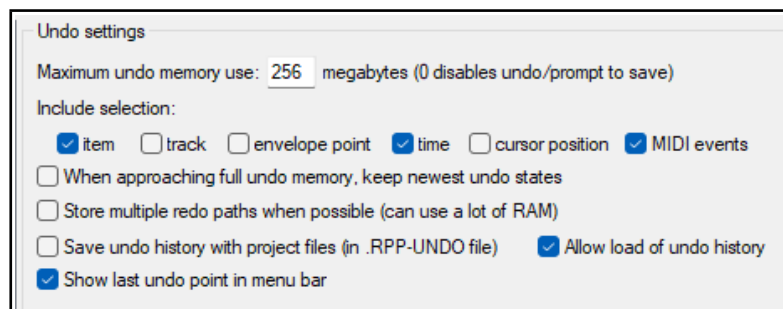 Undo settings
Maximum undo memory use: 256 megabytes (0 disables undo/prompt to save)
Include selection:
item track envelope point time cursor position MIDI events
When approaching full undo memory, keep newest undo states
Store multiple redo paths when possible (can use a lot of RAM)
Save undo history with project files (in .RPP-UNDO file) Allow load of undo history
Show last undo point in menu bar